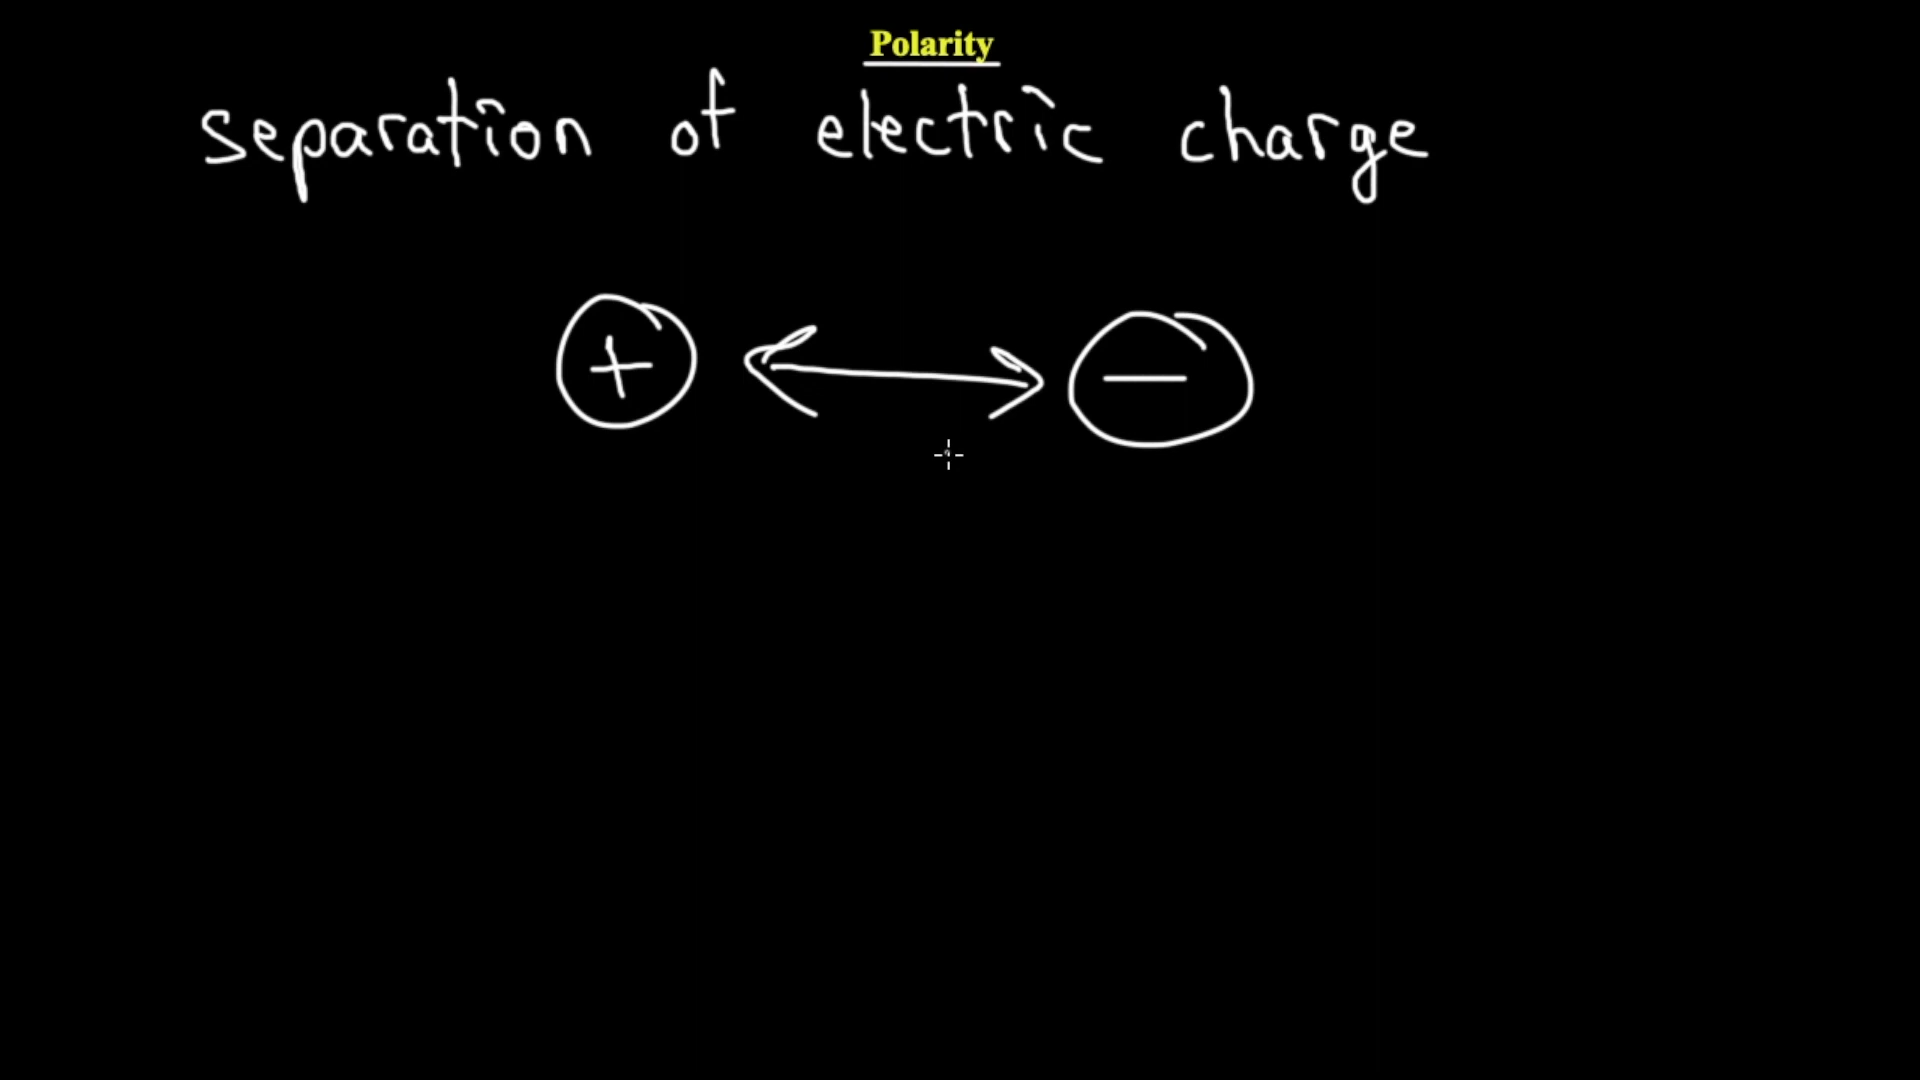 Polarity
separation of electric charge
+ −